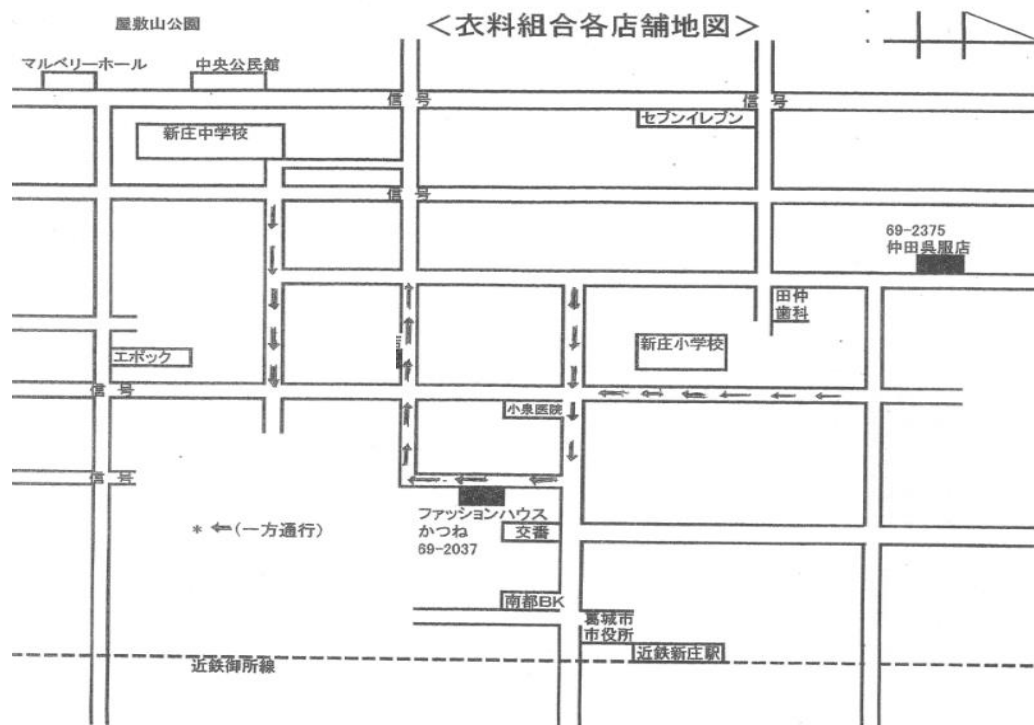 屋敷山公園
＜衣料組合各店舗地図＞
マルベリーホール
中央公民館
信号
信号
セブンイレブン
新庄中学校
信号
69-2375
仲田呉服店
田仲
歯科
新庄小学校
エポック
信号
小泉医院
信号
ファッションハウス
かつね
69-2037
* ←(一方通行)
交番
南都BK
葛城市
市役所
近鉄新庄駅
近鉄御所線